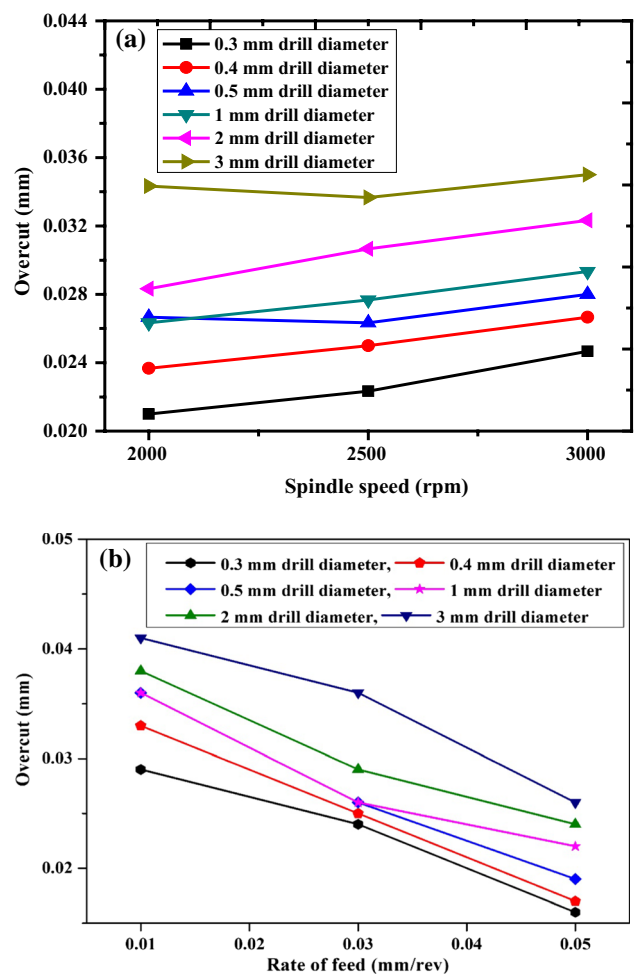 (a)
0.3 mm drill diameter
0.4 mm drill diameter
0.5 mm drill diameter
1 mm drill diameter
2 mm drill diameter
3 mm drill diameter
0.044
0.040
0.036
0.032
0.028
0.024
0.020
Overcut (mm)
2000 2500 3000
Spindle speed (rpm)
(b)
0.3 mm drill diameter, 0.4 mm drill diameter
0.5 mm drill diameter, 1 mm drill diameter
2 mm drill diameter, 3 mm drill diameter
0.05
0.04
0.03
0.02
Overcut (mm)
0.01 0.02 0.03 0.04 0.05
Rate of feed (mm/rev)